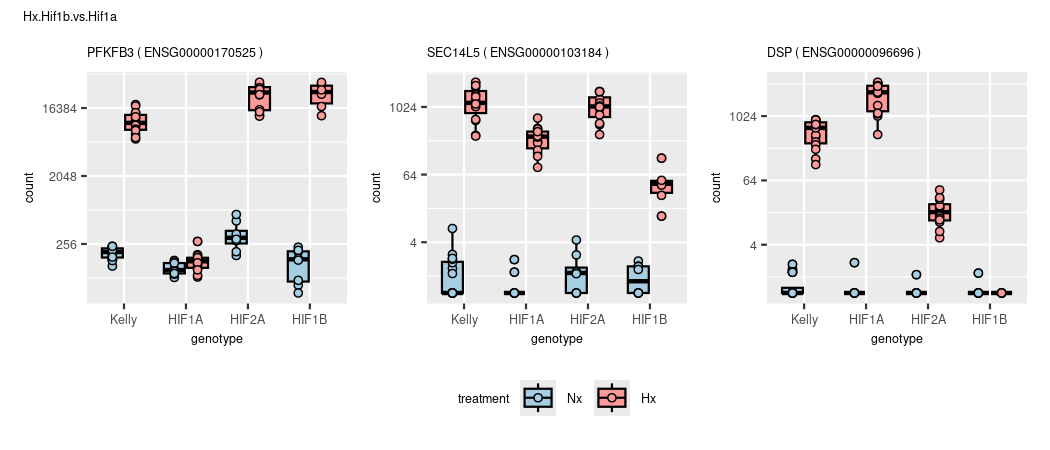 Hx.Hif1b.vs.Hif1a
PFKFB3 ( ENSG00000170525 )
count
16384
2048
256
Kelly HIF1A HIF2A HIF1B
genotype
SEC14L5 ( ENSG00000103184 )
count
1024
64
4
Kelly HIF1A HIF2A HIF1B
genotype
DSP ( ENSG00000096696 )
count
1024
64
4
Kelly HIF1A HIF2A HIF1B
genotype
treatment Nx Hx